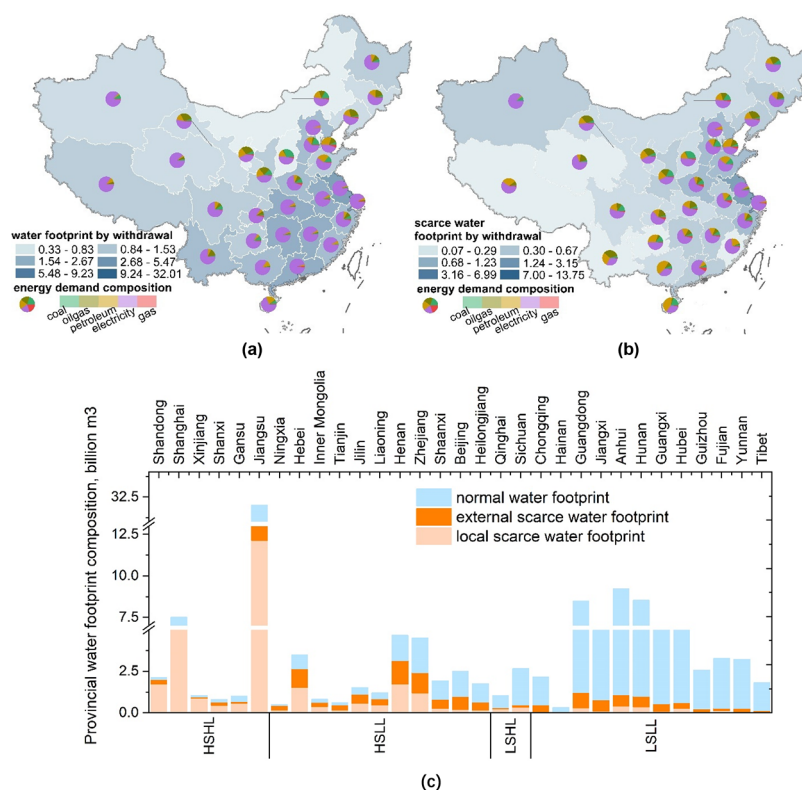 water footprint by withdrawal
0.33 - 0.83 0.84 - 1.53
1.54 - 2.67 2.68 - 5.47
5.48 - 9.23 9.24 - 32.01
energy demand composition
coal oilgas petroleum electricity gas
(a)
scarce water
footprint by withdrawal
0.07 - 0.29 0.30 - 0.67
0.68 - 1.23 1.24 - 3.15
3.16 - 6.99 7.00 - 13.75
energy demand composition
coal oilgas petroleum electricity gas
(b)
Shandong Shanghai Xinjiang Shanxi Gansu Jiangsu Ningxia Hebei Inner Mongolia Tianjin Jilin Liaoning Henan Zhejiang Shaanxi Beijing Heilongjiang Qinghai Sichuan Chongqing Hainan Guangdong Jiangxi Anhui Hunan Guangxi Hubei Guizhou Fujian Yunnan Tibet
Provincial water footprint composition, billion m3
32.5
12.5
10.0
7.5
2.5
0.0
normal water footprint
external scarce water footprint
local scarce water footprint
HSHL HSLL LSHL LSLL
(c)